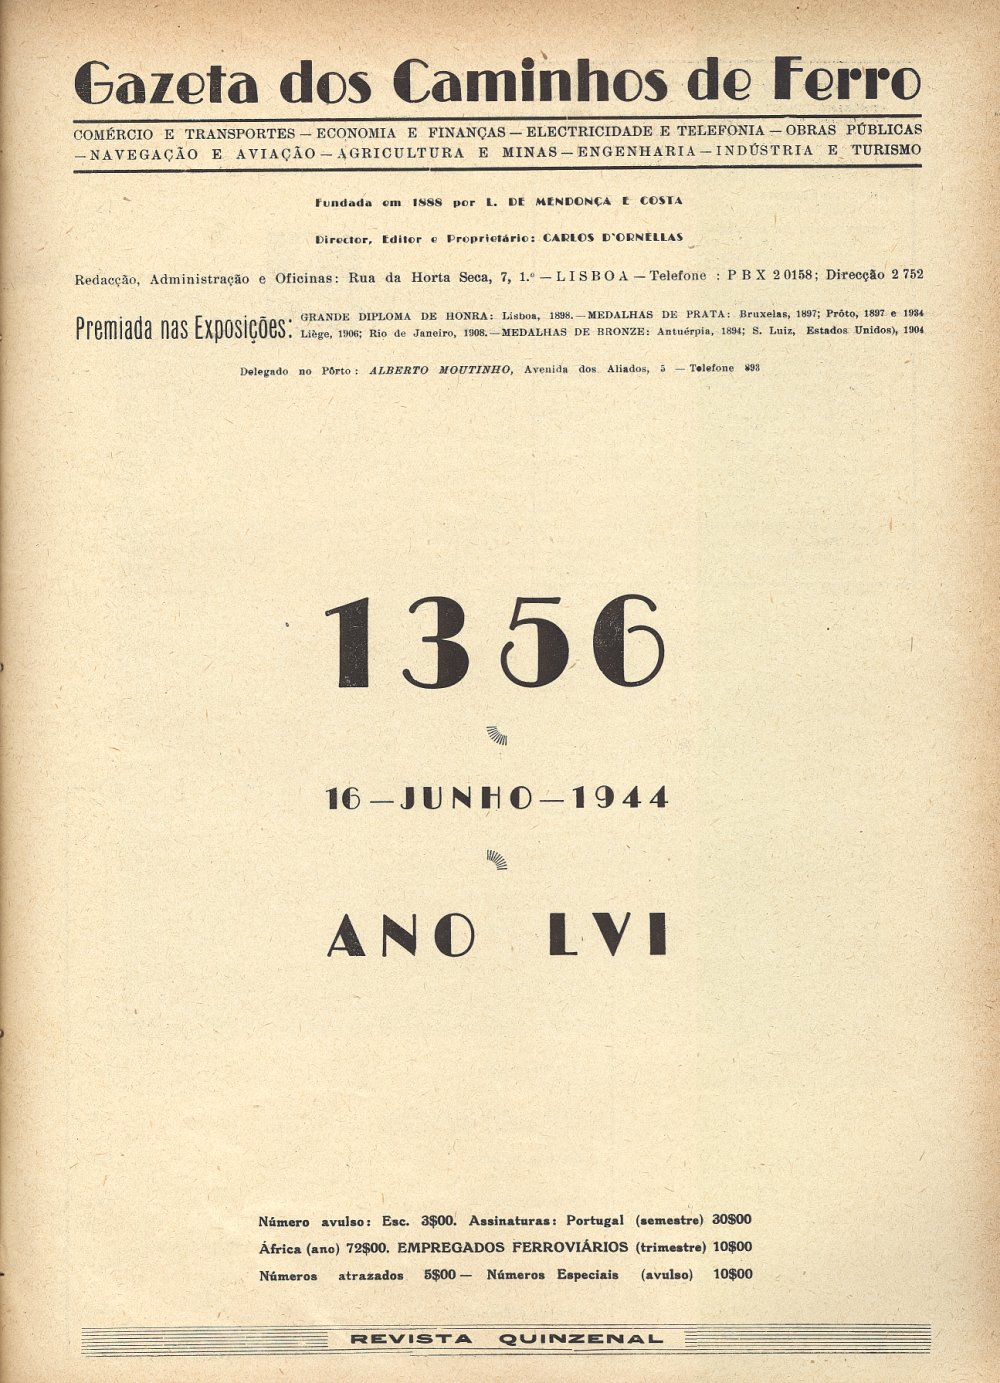 Gazeta dos Caminhos de Ferro
COMÉRCIO E TRANSPORTES — ECONOMIA E FINANÇAS — ELECTRICIDADE E TELEFONIA — OBRAS PÚBLICAS
— NAVEGAÇÃO E AVIAÇÃO — AGRICULTURA E MINAS — ENGENHARIA — INDÚSTRIA E TURISMO
Fundada em 1888 por L. DE MENDONÇA E COSTA
Director, Editor e Proprietário: CARLOS D'ORNÉLLAS
Redacção, Administração e Oficinas: Rua da Horta Seca, 7, 1.º — LISBOA — Telefone : PBX 20158; Direcção 2 752
Premiada nas Exposições:
GRANDE DIPLOMA DE HONRA: Lisboa, 1898. — MEDALHAS DE PRATA: Bruxelas, 1897; Prôto, 1897 e 1934
Liège, 1906; Rio de Janeiro, 1908. — MEDALHAS DE BRONZE: Antuérpia, 1894; S. Luiz, Estados Unidos), 1904
Delegado no Pôrto : ALBERTO MOUTINHO, Avenida dos Aliados, 5 — Telefone 893
1356
16 — JUNHO — 1944
ANO LVI
Número avulso: Esc. 3$00. Assinaturas: Portugal (semestre) 30$00
África (ano) 72$00. EMPREGADOS FERROVIÁRIOS (trimestre) 10$00
Números atrazados 5$00 — Números Especiais (avulso) 10$00
REVISTA QUINZENAL